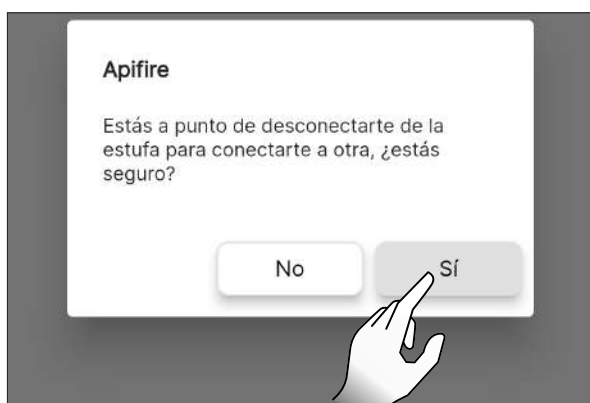 Apifire
Estás a punto de desconectarte de la
estufa para conectarte a otra, ¿estás
seguro?
No
Sí